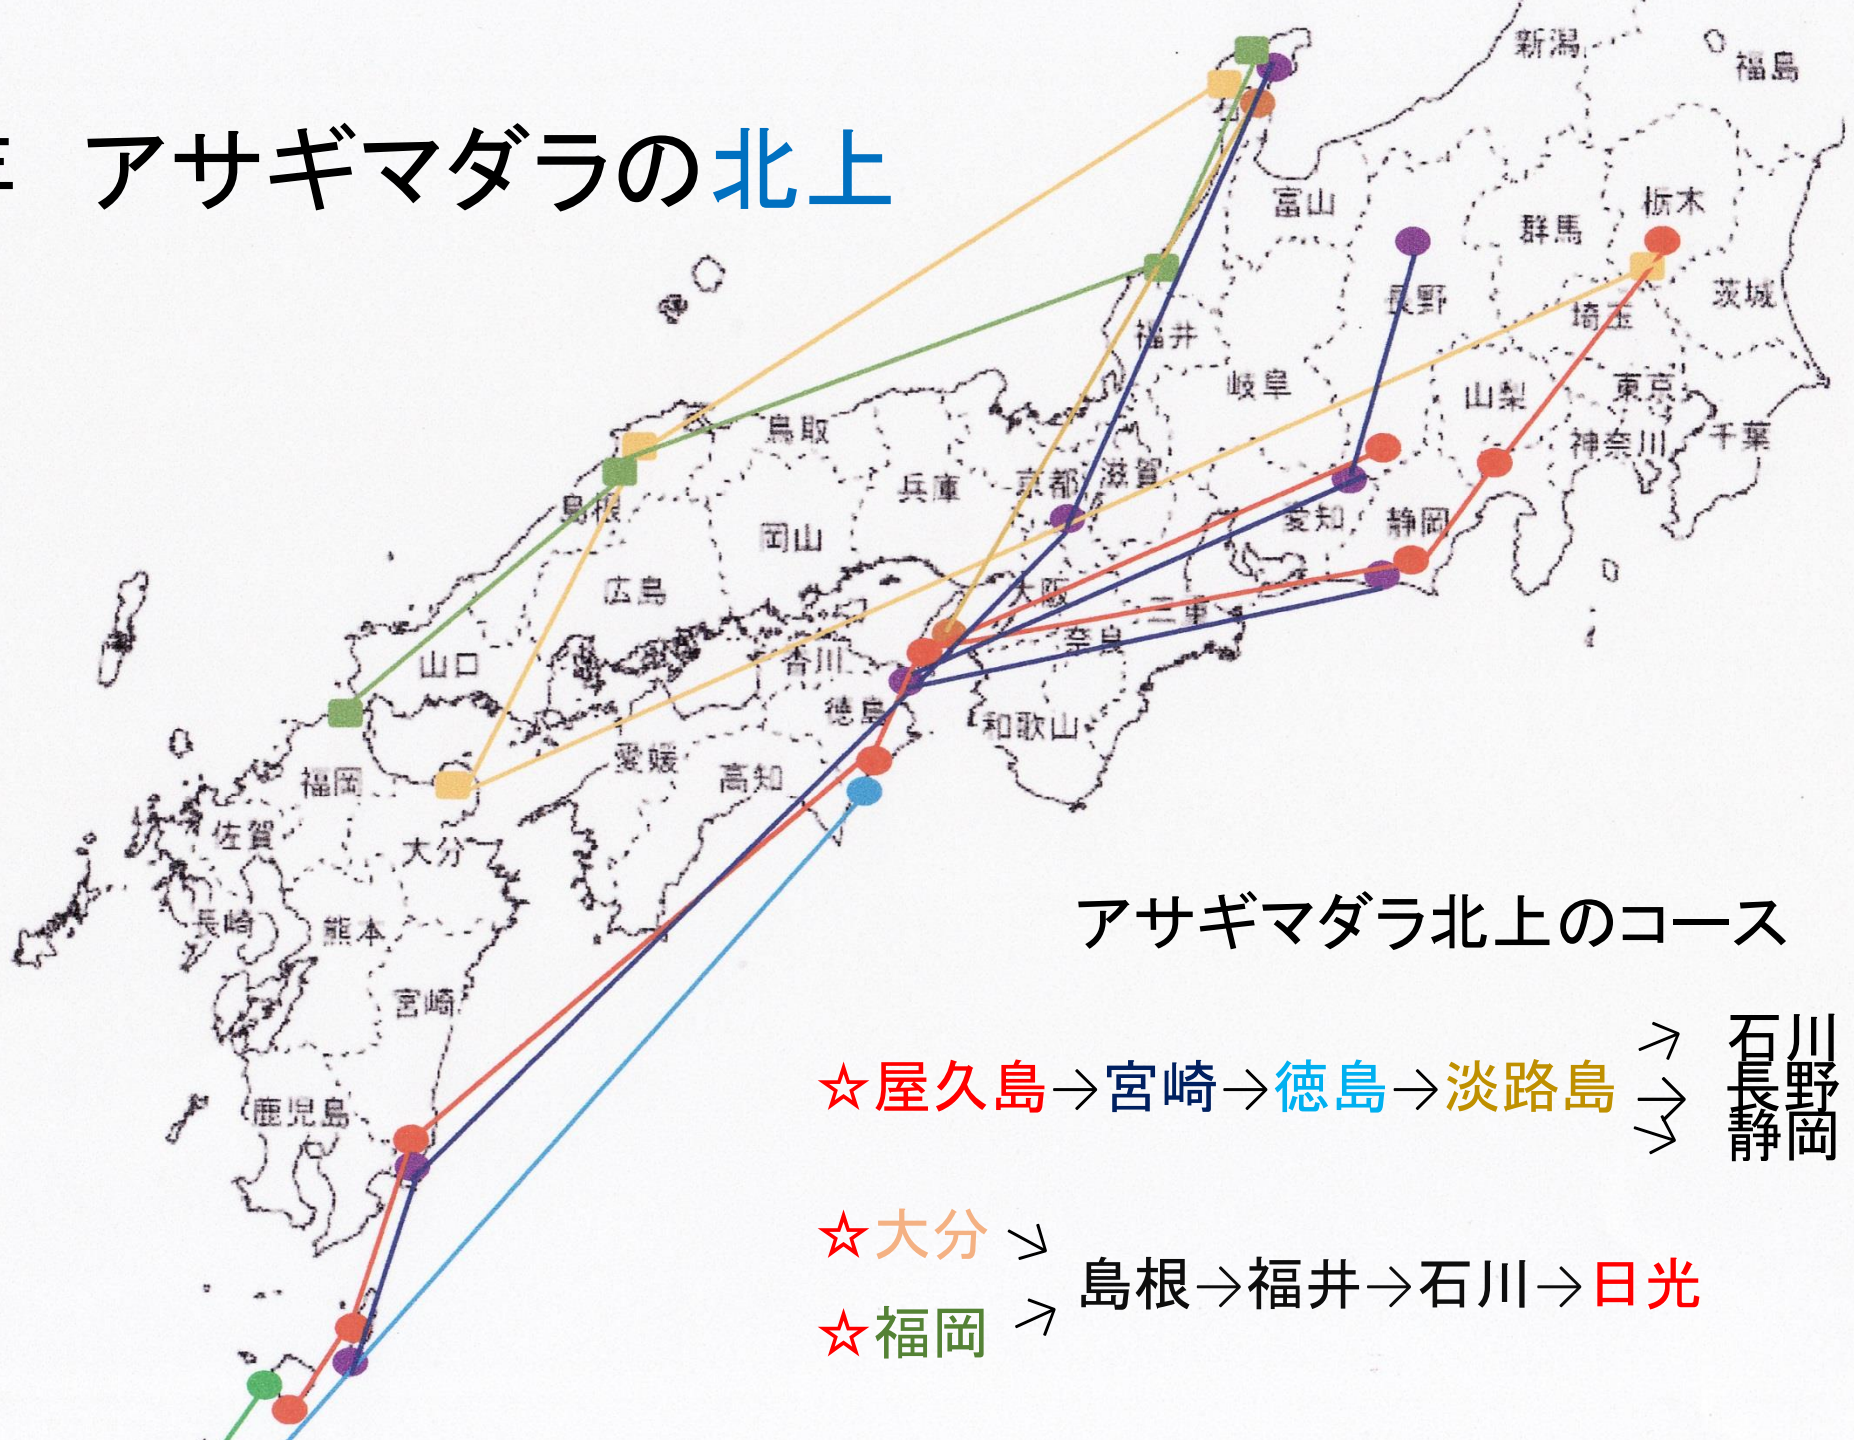 アサギマダラの北上
新潟
福島
富山
群馬
栃木
長野
茨城
埼玉
福井
岐阜
山梨
東京
神奈川
千葉
鳥取
兵庫
京都
滋賀
島根
岡山
愛知
静岡
広島
大阪
三重
奈良
山口
香川
徳島
和歌山
愛媛
高知
福岡
佐賀
大分
長崎
熊本
宮崎
鹿児島
アサギマダラ北上のコース
☆屋久島→宮崎→徳島→淡路島
→ 石川
→ 長野
→ 静岡
☆大分
☆福岡
島根→福井→石川→日光